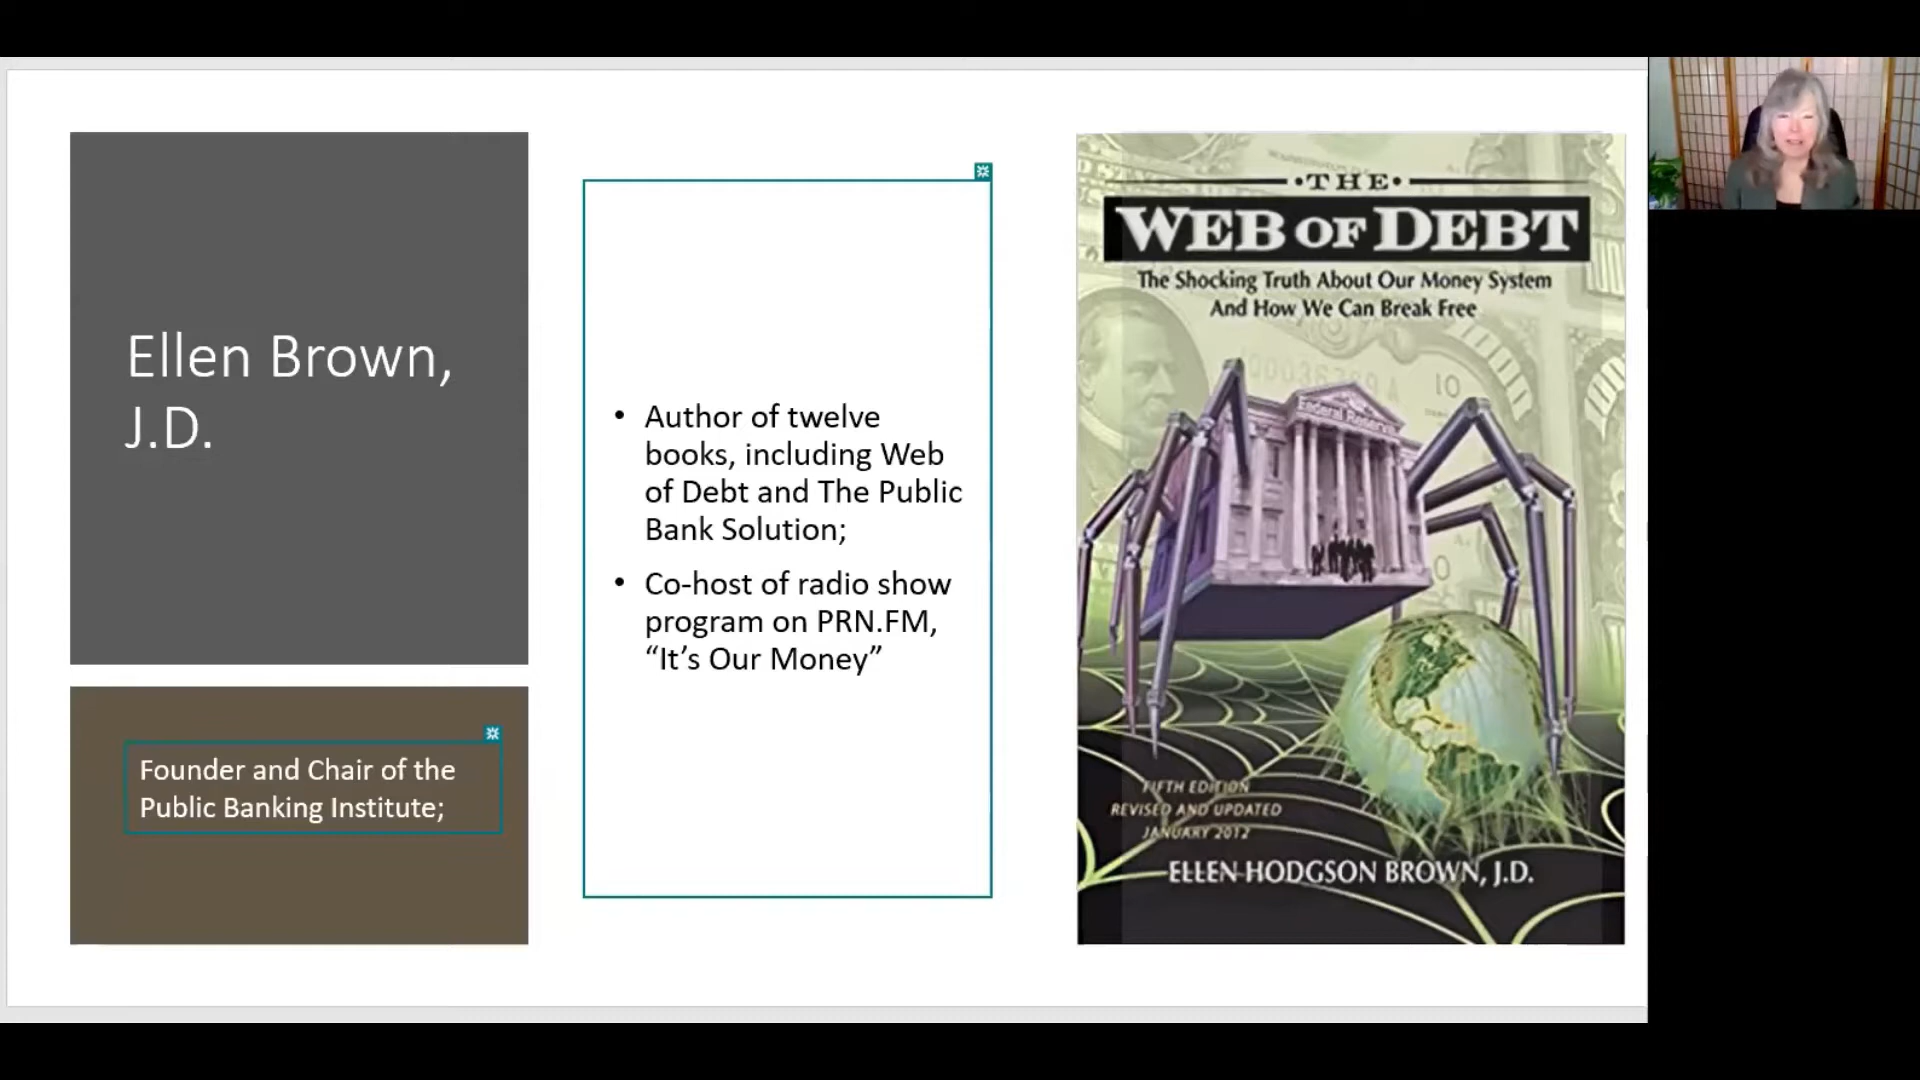 Ellen Brown,
J.D.
Founder and Chair of the
Public Banking Institute;
• Author of twelve
books, including Web
of Debt and The Public
Bank Solution;
• Co-host of radio show
program on PRN.FM,
“It’s Our Money”
•THE•
WEB OF DEBT
The Shocking Truth About Our Money System
And How We Can Break Free
10
Federal Reserve
FIFTH EDITION
REVISED AND UPDATED
JANUARY 2012
ELLEN HODGSON BROWN, J.D.